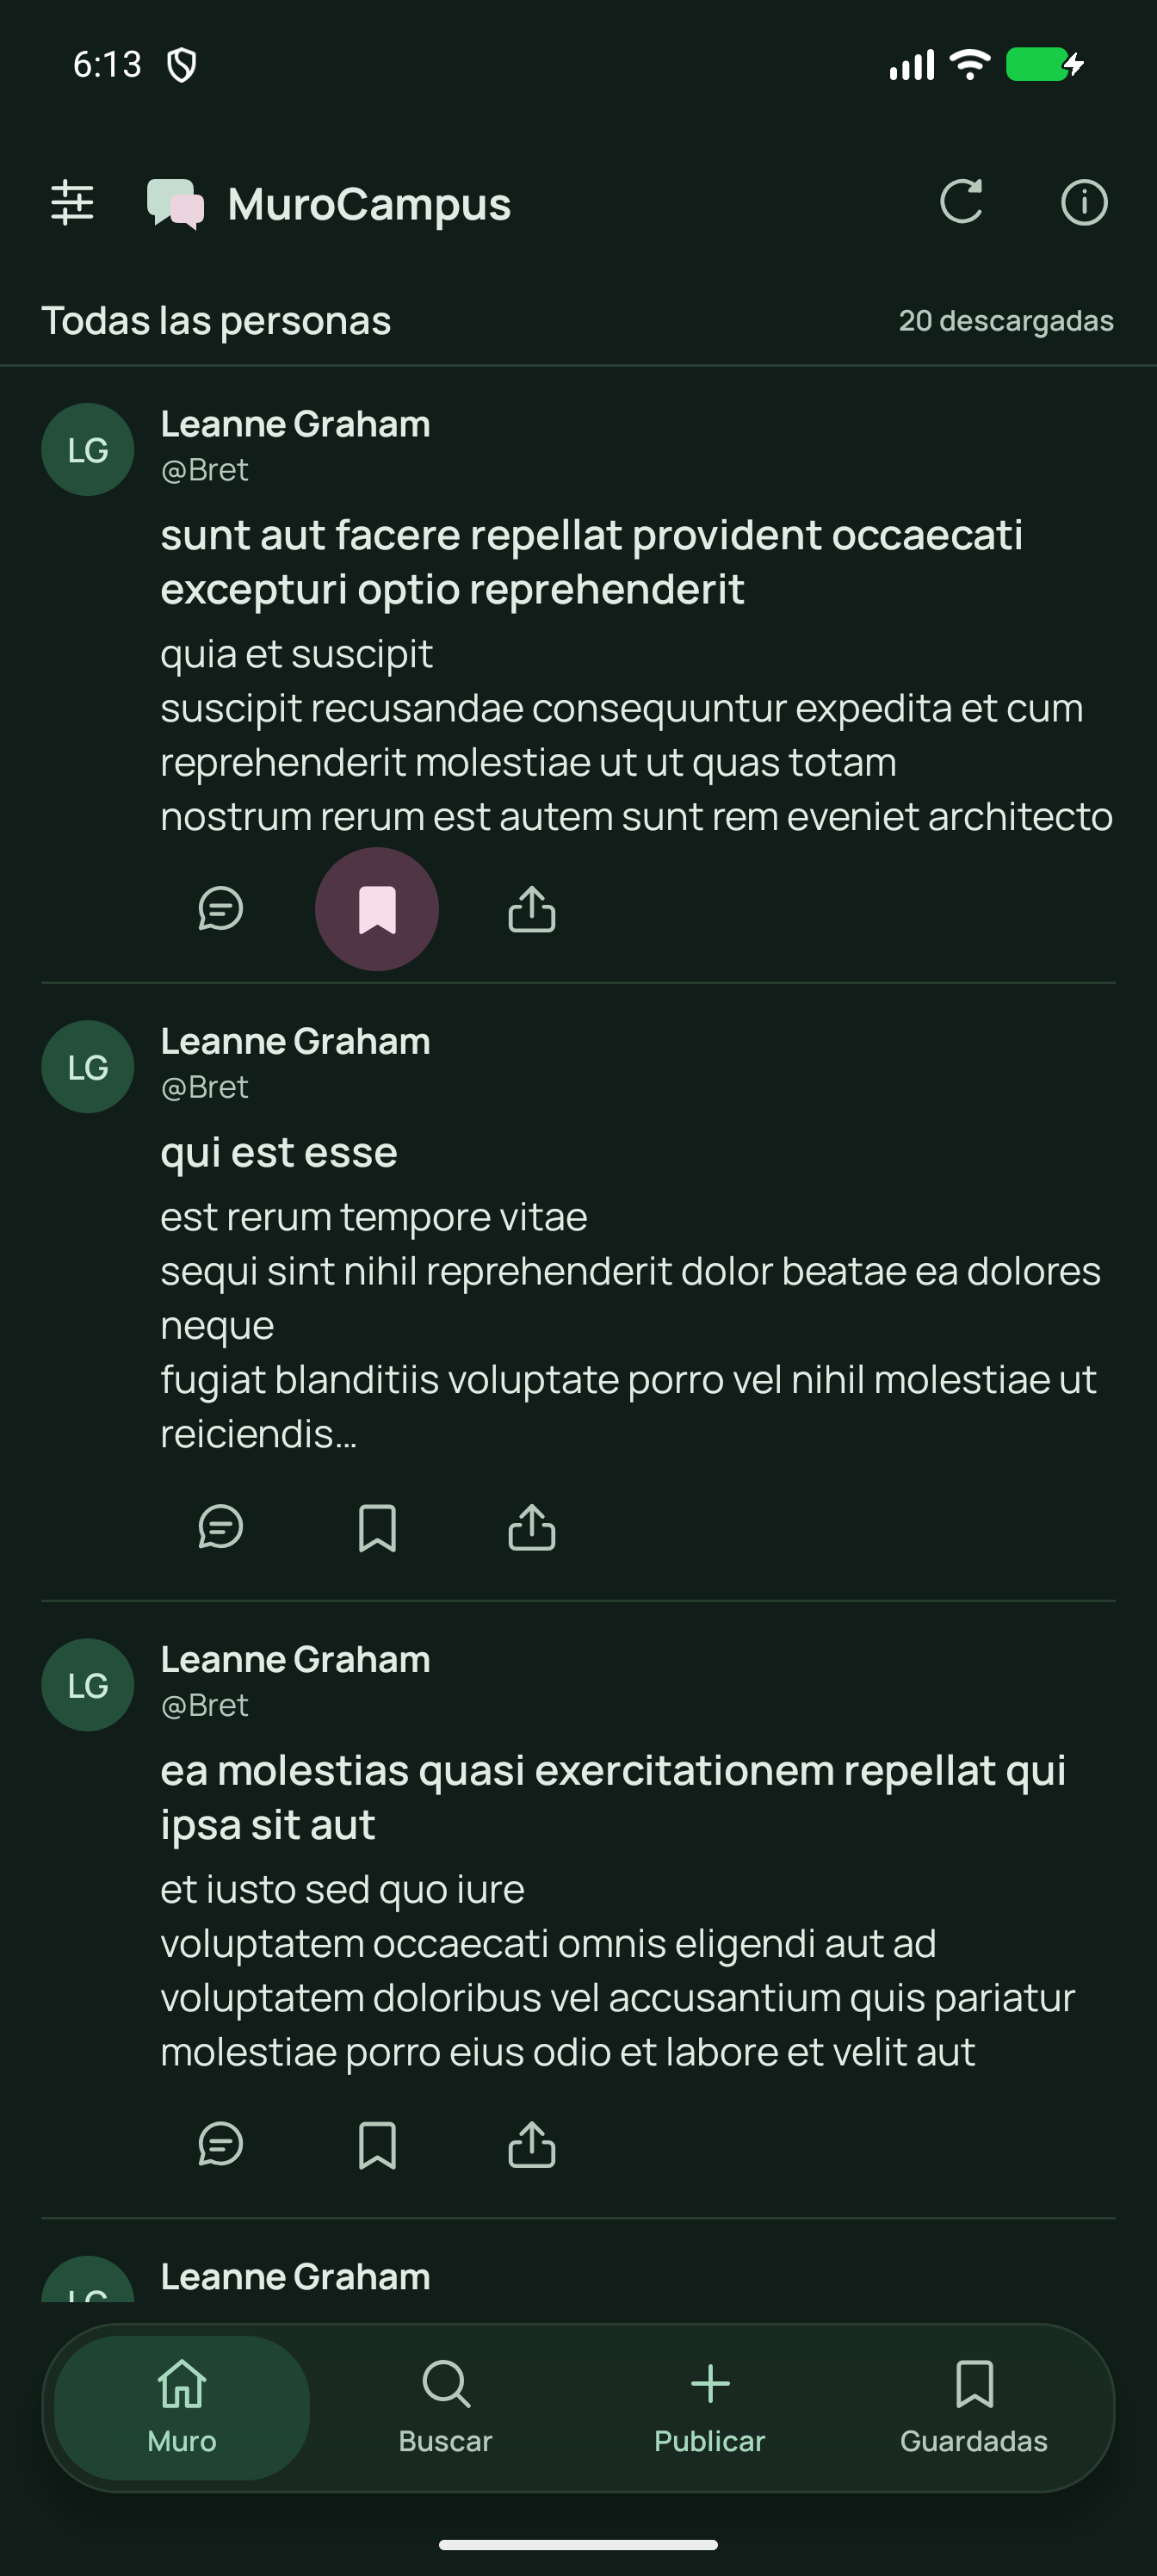 6:13
MuroCampus
Todas las personas
20 descargadas
LG
Leanne Graham
@Bret
sunt aut facere repellat provident occaecati
excepturi optio reprehenderit
quia et suscipit
suscipit recusandae consequuntur expedita et cum
reprehenderit molestiae ut ut quas totam
nostrum rerum est autem sunt rem eveniet architecto
LG
Leanne Graham
@Bret
qui est esse
est rerum tempore vitae
sequi sint nihil reprehenderit dolor beatae ea dolores
neque
fugiat blanditiis voluptate porro vel nihil molestiae ut
reiciendis...
LG
Leanne Graham
@Bret
ea molestias quasi exercitationem repellat qui
ipsa sit aut
et iusto sed quo iure
voluptatem occaecati omnis eligendi aut ad
voluptatem doloribus vel accusantium quis pariatur
molestiae porro eius odio et labore et velit aut
LG
Leanne Graham
Muro
Buscar
Publicar
Guardadas